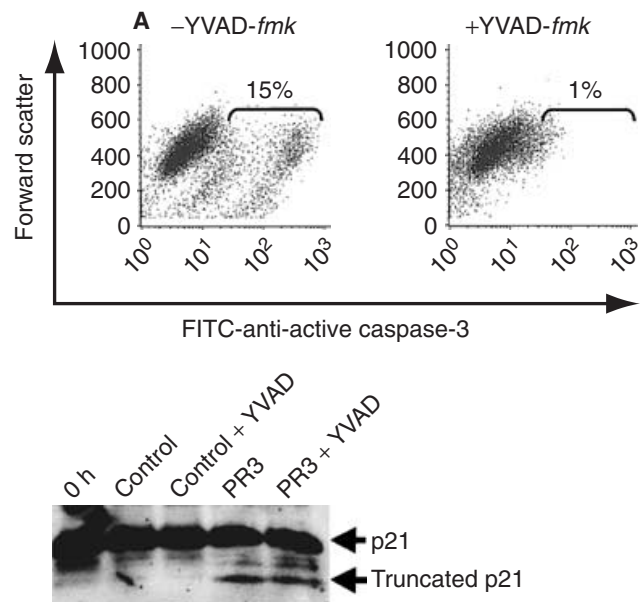 A
–YVAD-fmk
+YVAD-fmk
Forward scatter
1000
800
600
400
200
0
15%
10⁰
10¹
10²
10³
1000
800
600
400
200
0
1%
10⁰
10¹
10²
10³
FITC-anti-active caspase-3
0 h
Control
Control + YVAD
PR3
PR3 + YVAD
p21
Truncated p21